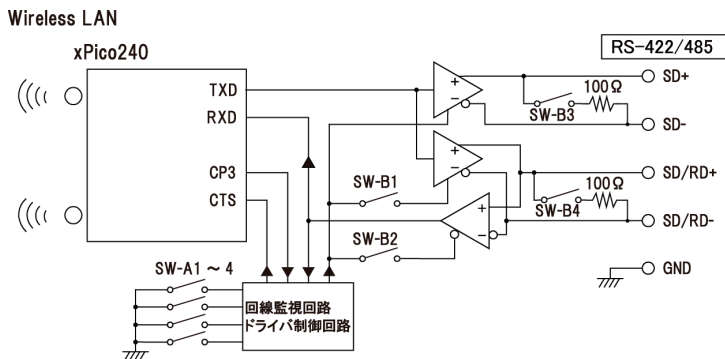 Wireless LAN
xPico240
RS-422/485
TXD
RXD
CP3
CTS
SW-B1
SW-B2
SW-B3
100Ω
SW-B4
100Ω
SD+
SD-
SD/RD+
SD/RD-
GND
SW-A1 ～ 4
回線監視回路
ドライバ制御回路